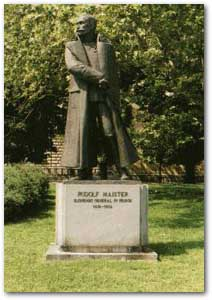 RUDOLF MAISTER
SLOVENSKI GENERAL IN PESNIK